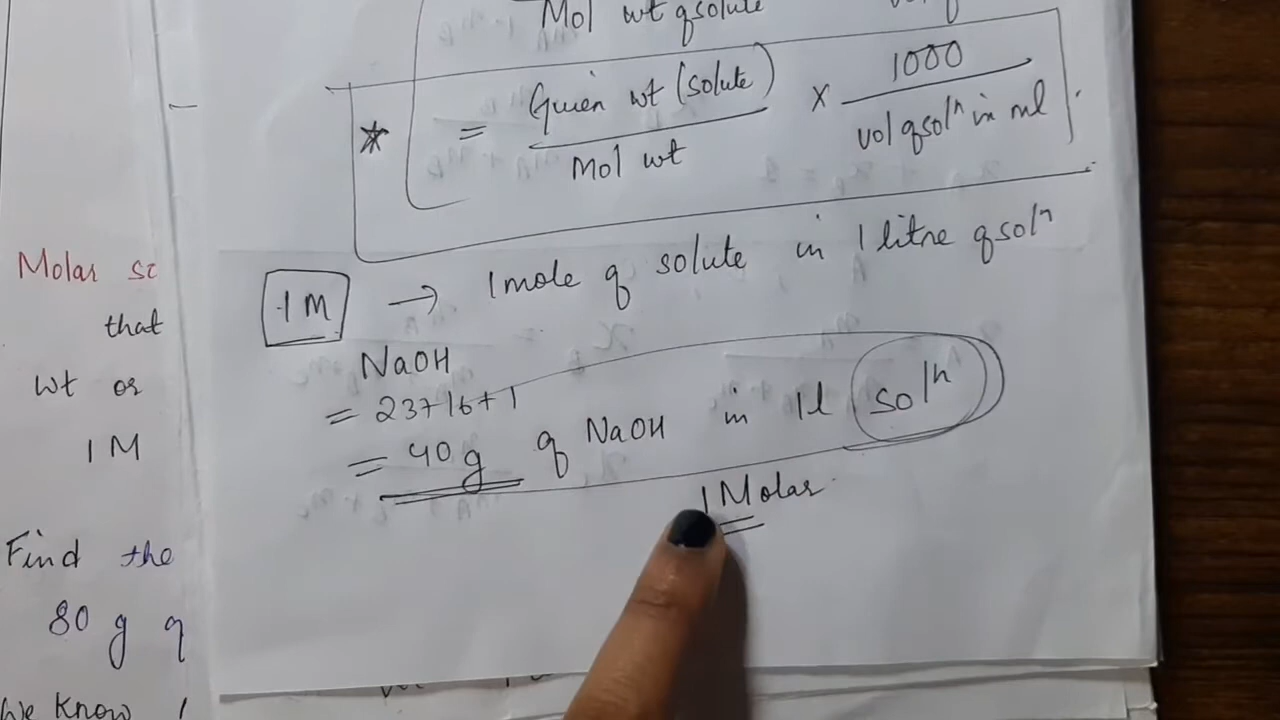 Mol wt of solute
* = Given wt (solute) / Mol wt × 1000 / vol of solⁿ in ml
1M → 1 mole of solute in 1 litre of solⁿ
NaOH
= 23+16+1
= 40 g of NaOH in 1l solⁿ
1 Molar
Molar
that
wt or
1 M
Find the
80 g of
We know